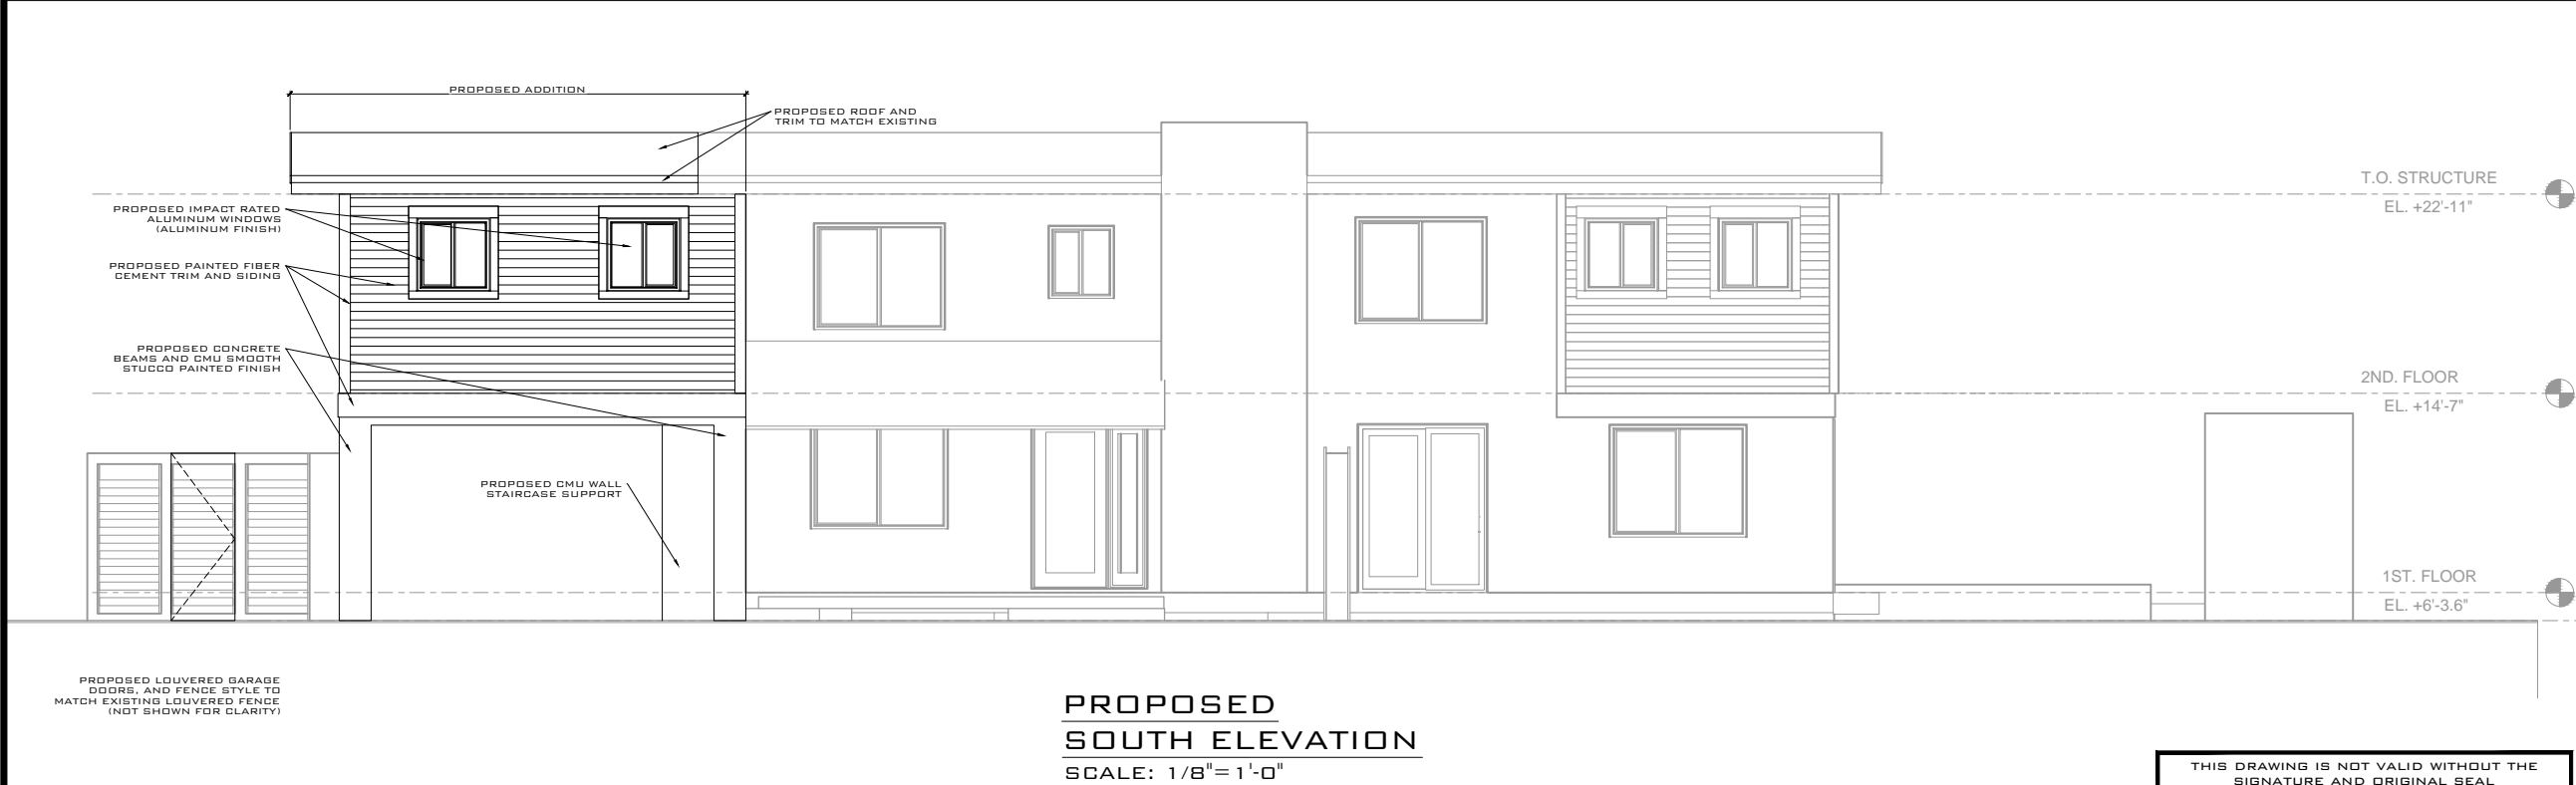 PROPOSED ADDITION
PROPOSED ROOF AND
TRIM TO MATCH EXISTING
T.O. STRUCTURE
EL. +22'-11"
PROPOSED IMPACT RATED
ALUMINUM WINDOWS
(ALUMINUM FINISH)
PROPOSED PAINTED FIBER
CEMENT TRIM AND SIDING
PROPOSED CONCRETE
BEAMS AND CMU SMOOTH
STUCCO PAINTED FINISH
2ND. FLOOR
EL. +14'-7"
PROPOSED CMU WALL
STAIRCASE SUPPORT
1ST. FLOOR
EL. +6'-3.6"
PROPOSED LOUVERED GARAGE
DOORS, AND FENCE STYLE TO
MATCH EXISTING LOUVERED FENCE
(NOT SHOWN FOR CLARITY)
PROPOSED
SOUTH ELEVATION
SCALE: 1/8"=1'-0"
THIS DRAWING IS NOT VALID WITHOUT THE
SIGNATURE AND ORIGINAL SEAL